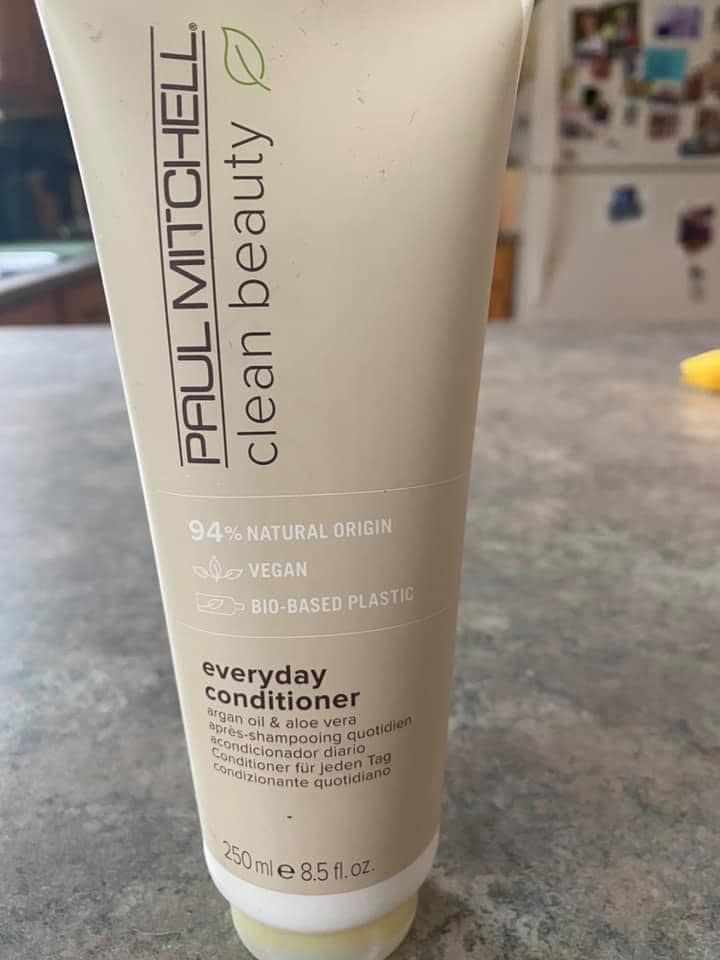 PAUL MITCHELL®
clean beauty
94% NATURAL ORIGIN
VEGAN
BIO-BASED PLASTIC
everyday
conditioner
argan oil & aloe vera
après-shampooing quotidien
acondicionador diario
Conditioner für jeden Tag
condizionante quotidiano
250 ml e 8.5 fl. oz.